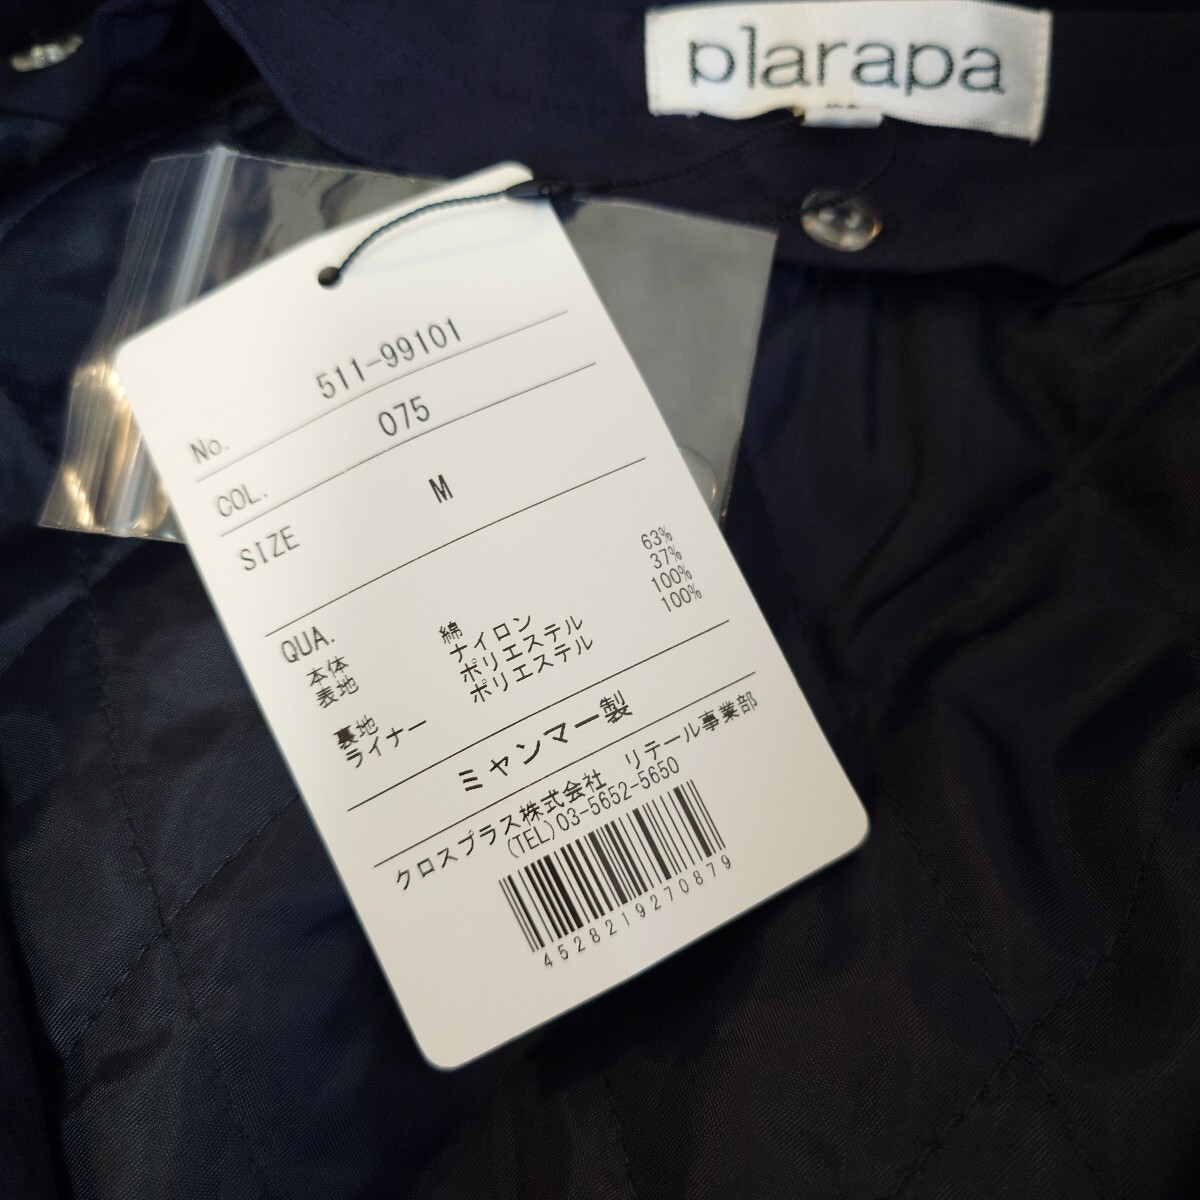 plarapa
No. 511-99101
COL. 075
SIZE M
QUA.
本体 綿 63%
表地 ナイロン 37%
裏地 ポリエステル 100%
ライナー ポリエステル 100%
ミャンマー製
クロスプラス株式会社 リテール事業部
(TEL)03-5652-5650
4528219270879